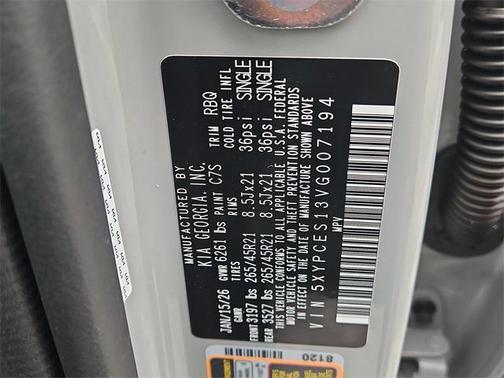 MANUFACTURED BY
KIA GEORGIA, INC.
JAN/15/26 GVWR 6261 lbs PAINT C7S TRIM RBQ
GAWR TIRES RIMS COLD TIRE INFL
FRONT 3197 lbs 265/45R21 8.5Jx21 36psi SINGLE
REAR 3527 lbs 265/45R21 8.5Jx21 36psi SINGLE
THIS VEHICLE CONFORMS TO ALL APPLICABLE U.S.A. FEDERAL
MOTOR VEHICLE SAFETY STANDARDS AND THEFT PREVENTION STANDARDS
IN EFFECT ON THE DATE OF MANUFACTURE SHOWN ABOVE
VIN 5XYPCES13VG007194
MPV
8120